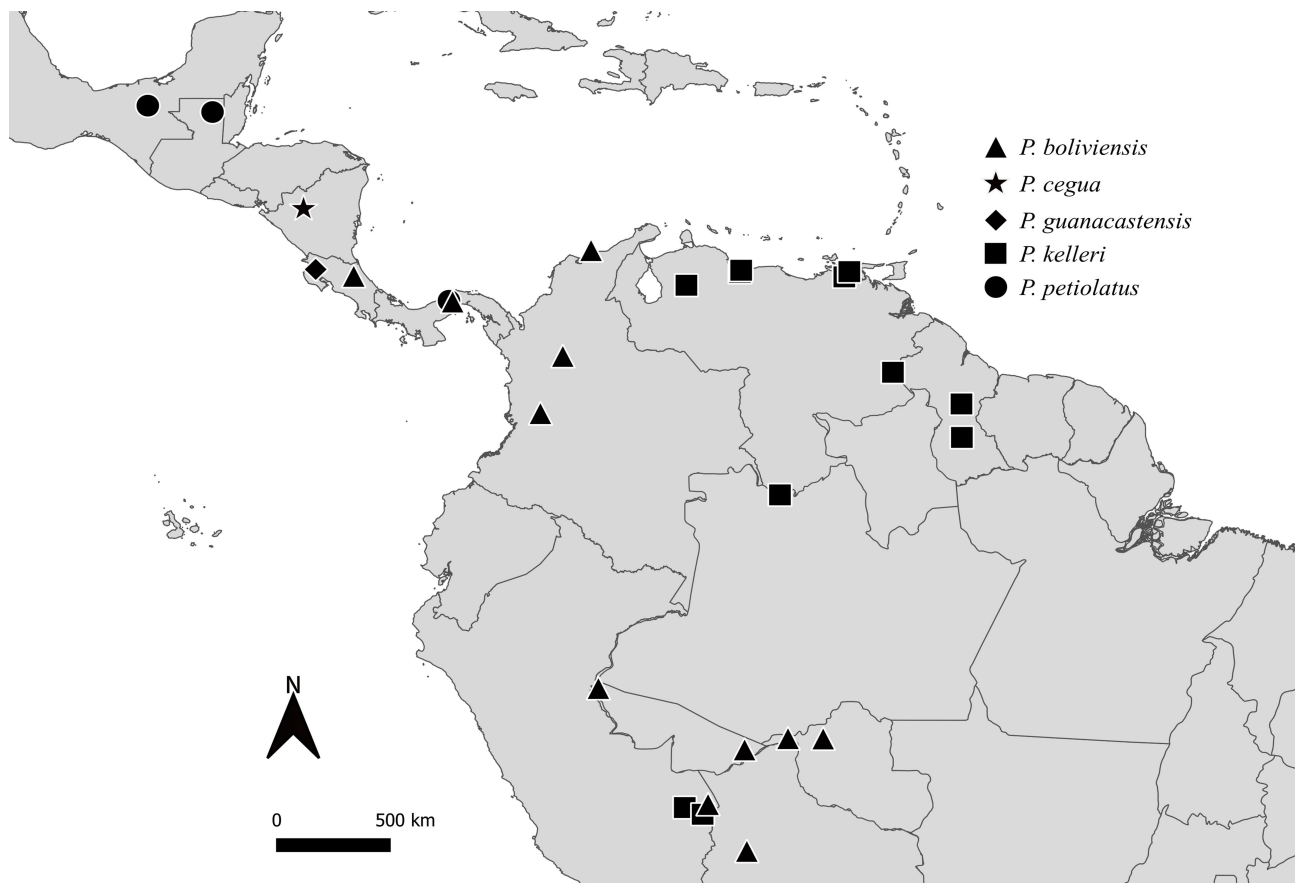 P. boliviensis
P. cegua
P. guanacastensis
P. kelleri
P. petiolatus
N
0 500 km